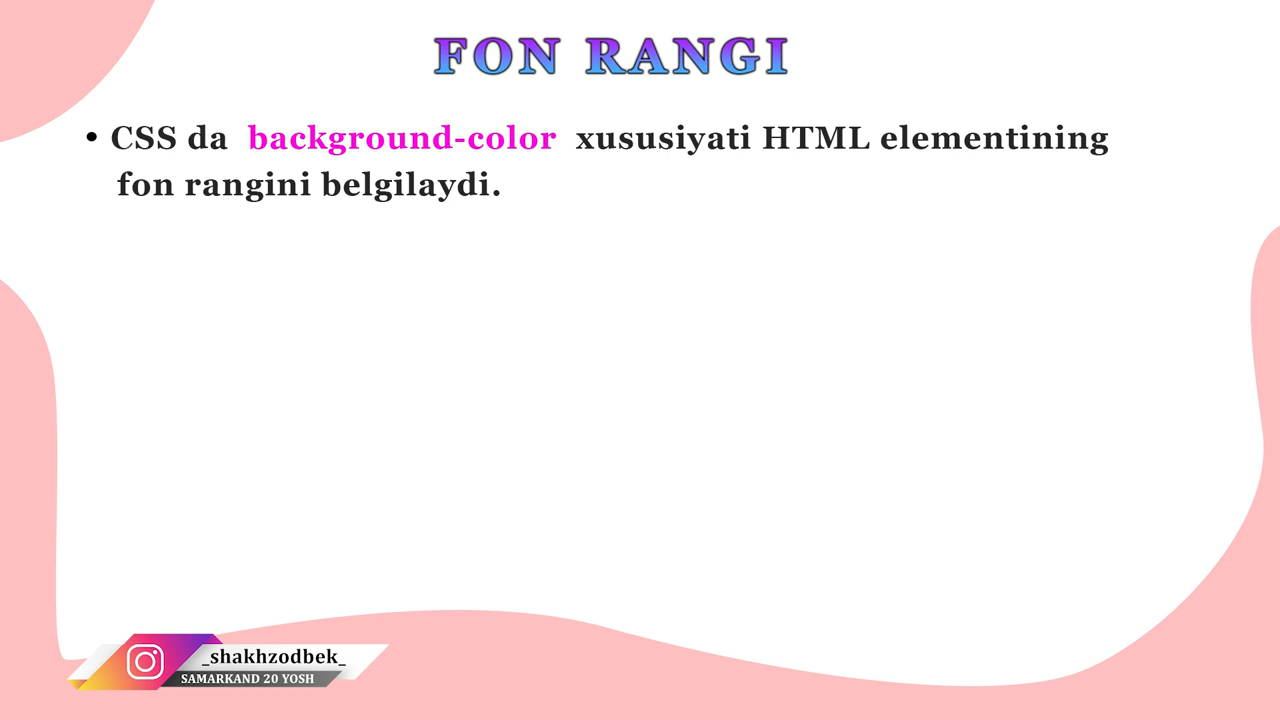 FON RANGI
• CSS da background-color xususiyati HTML elementining
fon rangini belgilaydi.
_shakhzodbek_
SAMARKAND 20 YOSH